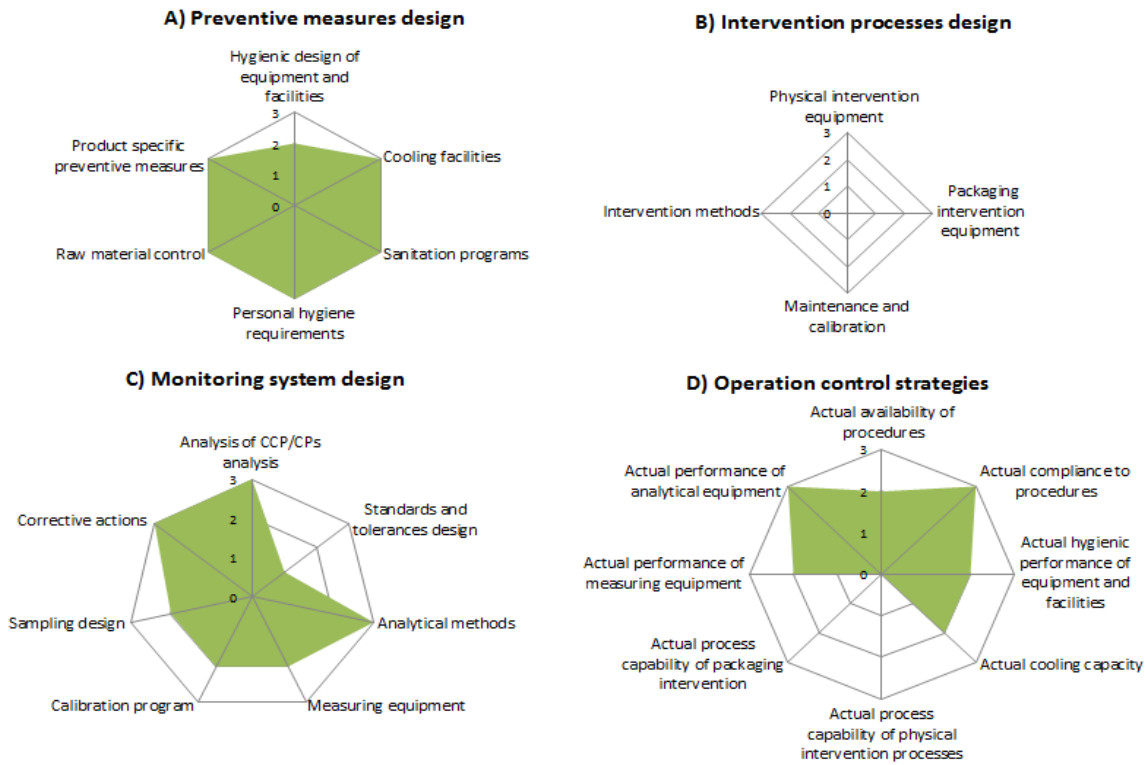 A) Preventive measures design
Hygienic design of
equipment and
facilities
3
2
1
0
Product specific
preventive measures
Cooling facilities
Raw material control
Sanitation programs
Personal hygiene
requirements
B) Intervention processes design
Physical intervention
equipment
3
2
1
0
Intervention methods
Packaging
intervention
equipment
Maintenance and
calibration
C) Monitoring system design
Analysis of CCP/CPs
analysis
3
2
1
0
Corrective actions
Standards and
tolerances design
Sampling design
Analytical methods
Calibration program
Measuring equipment
D) Operation control strategies
Actual availability of
procedures
3
2
1
0
Actual performance of
analytical equipment
Actual compliance to
procedures
Actual performance of
measuring equipment
Actual hygienic
performance of
equipment and
facilities
Actual process
capability of packaging
intervention
Actual cooling capacity
Actual process
capability of physical
intervention processes